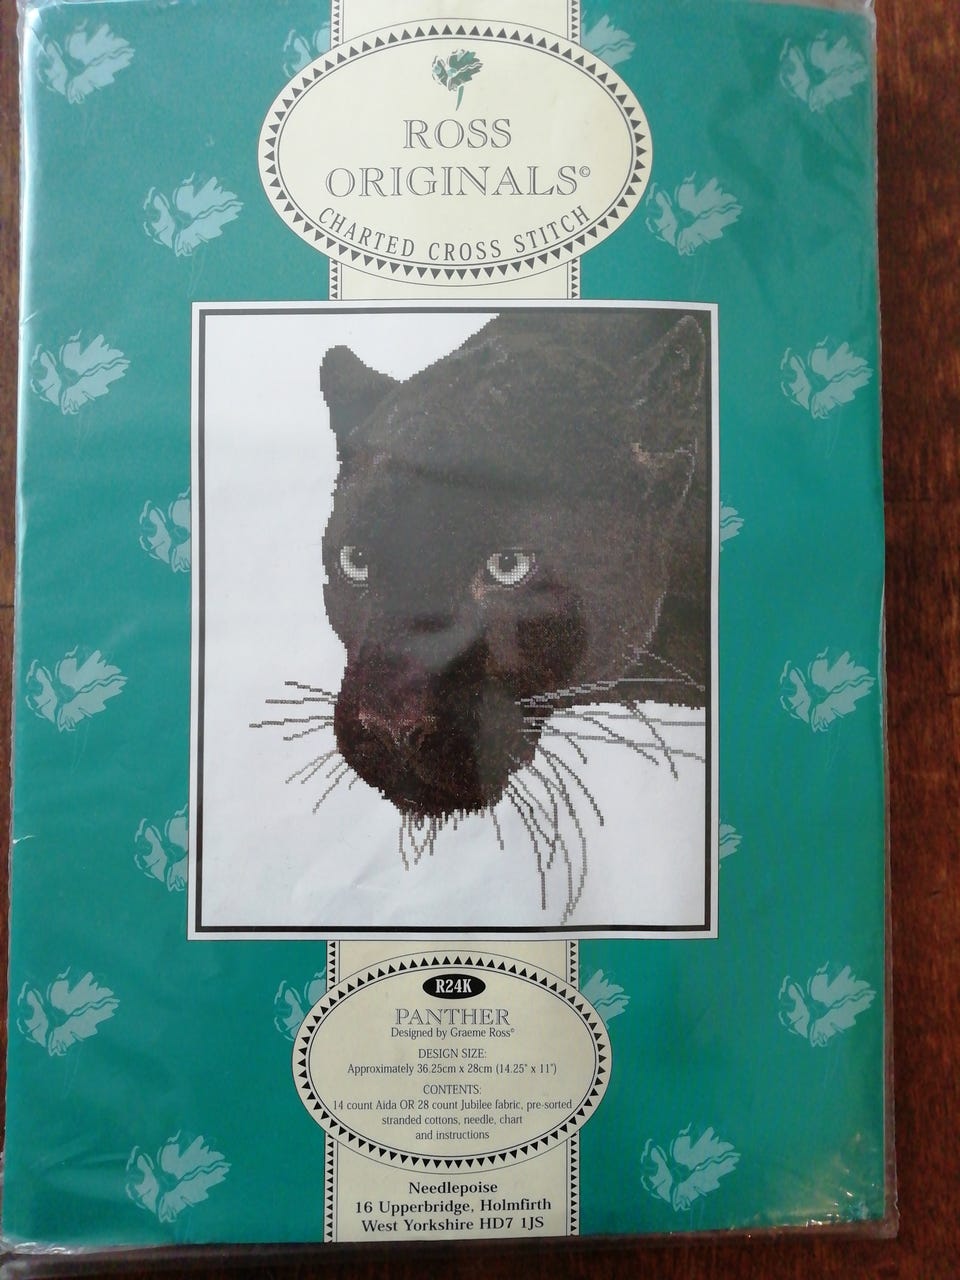 ROSS
ORIGINALS©
CHARTED CROSS STITCH
R24K
PANTHER
Designed by Graeme Ross©
DESIGN SIZE:
Approximately 36.25cm x 28cm (14.25" x 11")
CONTENTS:
14 count Aida OR 28 count Jubilee fabric, pre-sorted
stranded cottons, needle, chart
and instructions
Needlepoise
16 Upperbridge, Holmfirth
West Yorkshire HD7 1JS